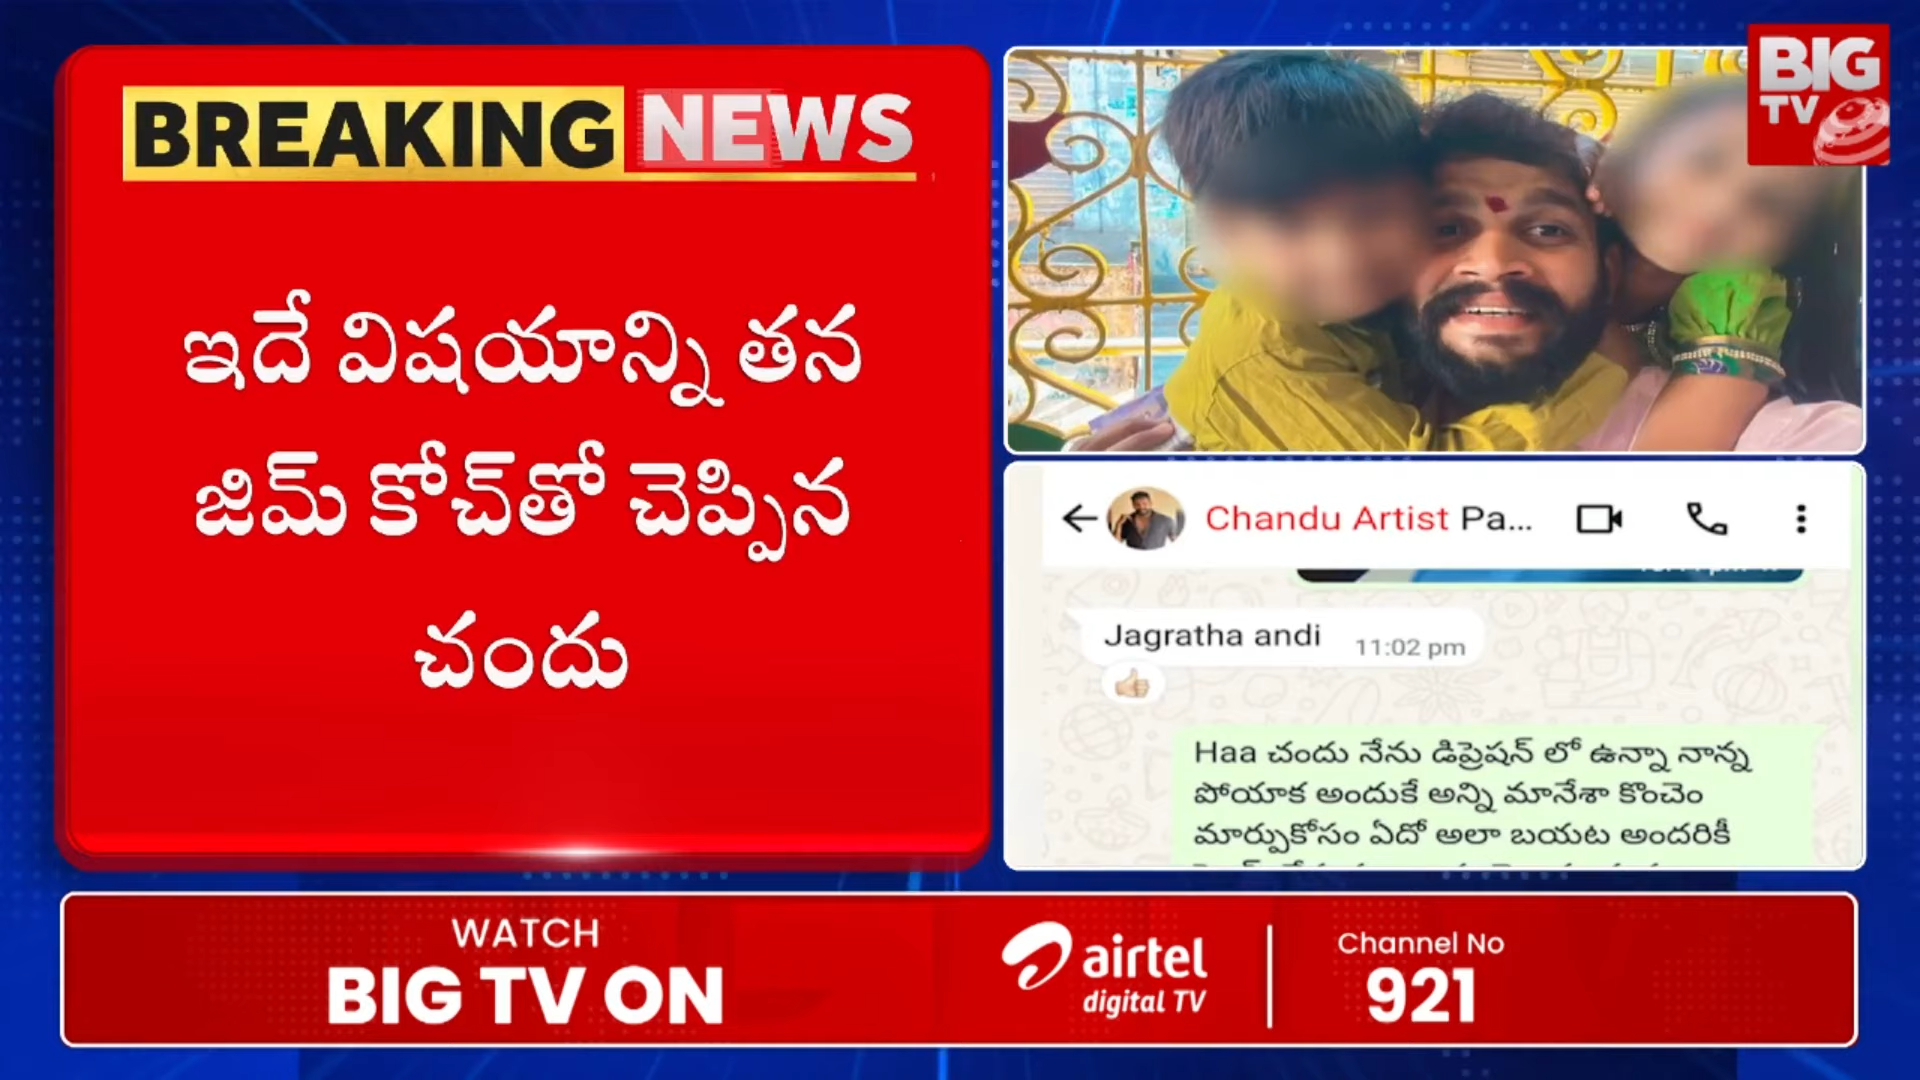 BREAKING NEWS
ఇదే విషయాన్ని తన
జిమ్ కోచ్‌తో చెప్పిన
చందు
BIG
TV
Chandu Artist Pa...
Jagratha andi 11:02 pm
Haa చందు నేను డిప్రెషన్ లో ఉన్నా నాన్న
పోయాక అందుకే అన్ని మానేశా కొంచెం
మార్పుకోసం ఏదో అలా బయట అందరికీ
WATCH
BIG TV ON
airtel
digital TV
Channel No
921